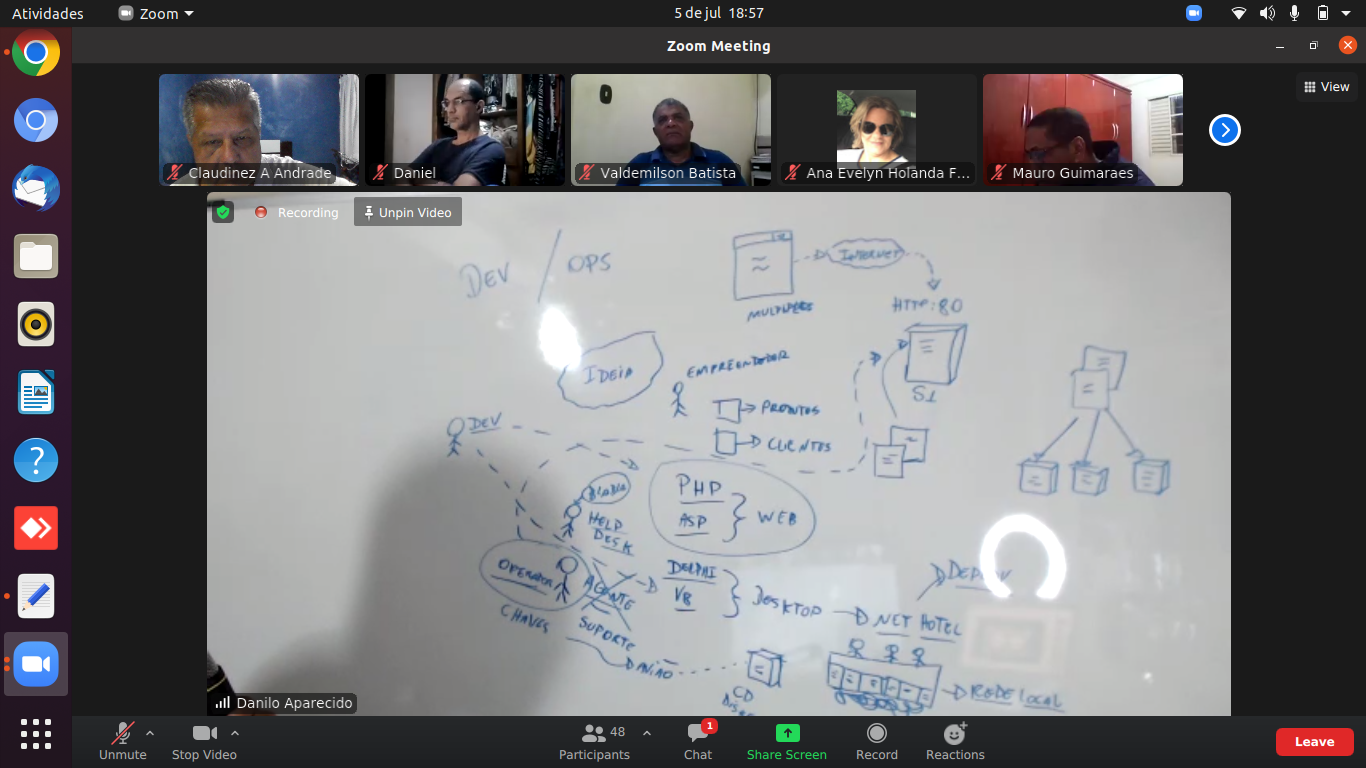 Atividades
Zoom
5 de jul 18:57
Zoom Meeting
View
Claudinez A Andrade
Daniel
Valdemilson Batista
Ana Evelyn Holanda F...
Mauro Guimaraes
Recording
Unpin Video
DEV / OPS
INTERNET
HTTP:80
IDEIA
EMPREENDEDOR
S1
DEV
CLIENTES
BLABLA
PHP
ASP
WEB
HELP
DESK
OPERADOR
AGENTE
DELPHI
VB
DESKTOP
DEPLOY
NET HOTEL
CHAVES
SUPORTE
CD
REDE LOCAL
Danilo Aparecido
Unmute
Stop Video
Participants
48
Chat
1
Share Screen
Record
Reactions
Leave